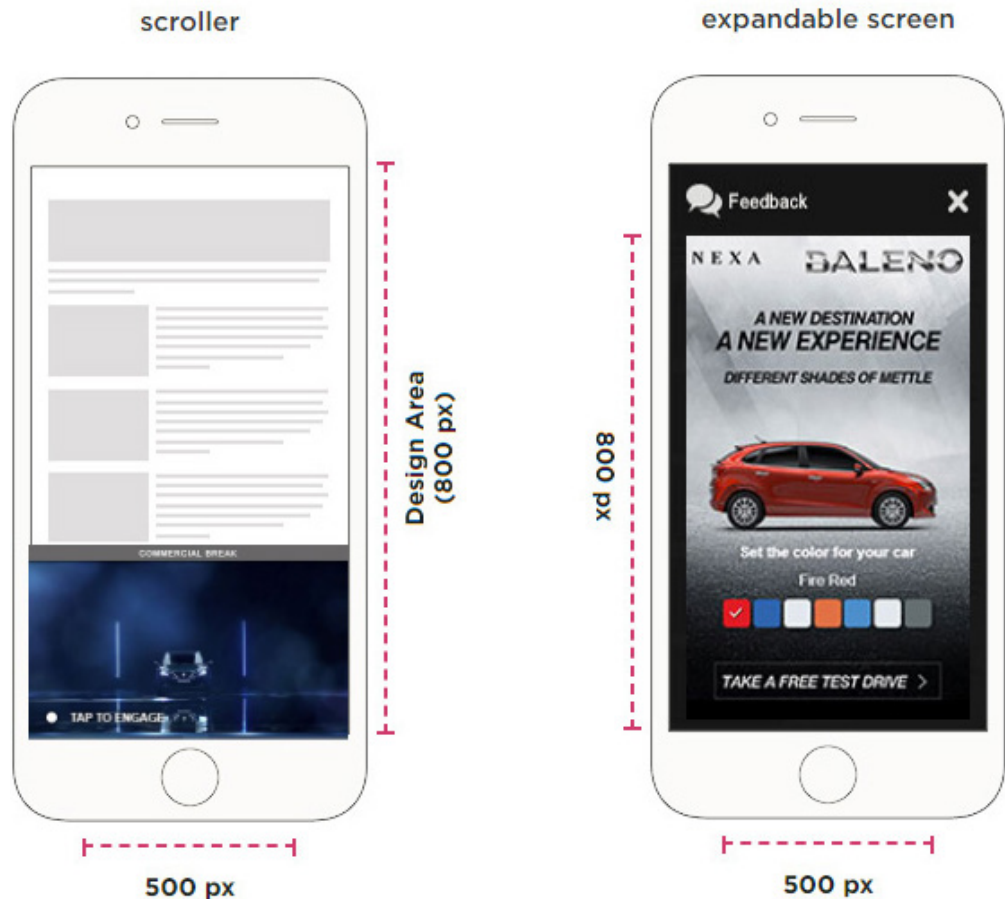 scroller
COMMERCIAL BREAK
TAP TO ENGAGE
Design Area
(800 px)
500 px
expandable screen
Feedback
NEXA BALENO
A NEW DESTINATION
A NEW EXPERIENCE
DIFFERENT SHADES OF METTLE
Set the color for your car
Fire Red
TAKE A FREE TEST DRIVE >
800 px
500 px